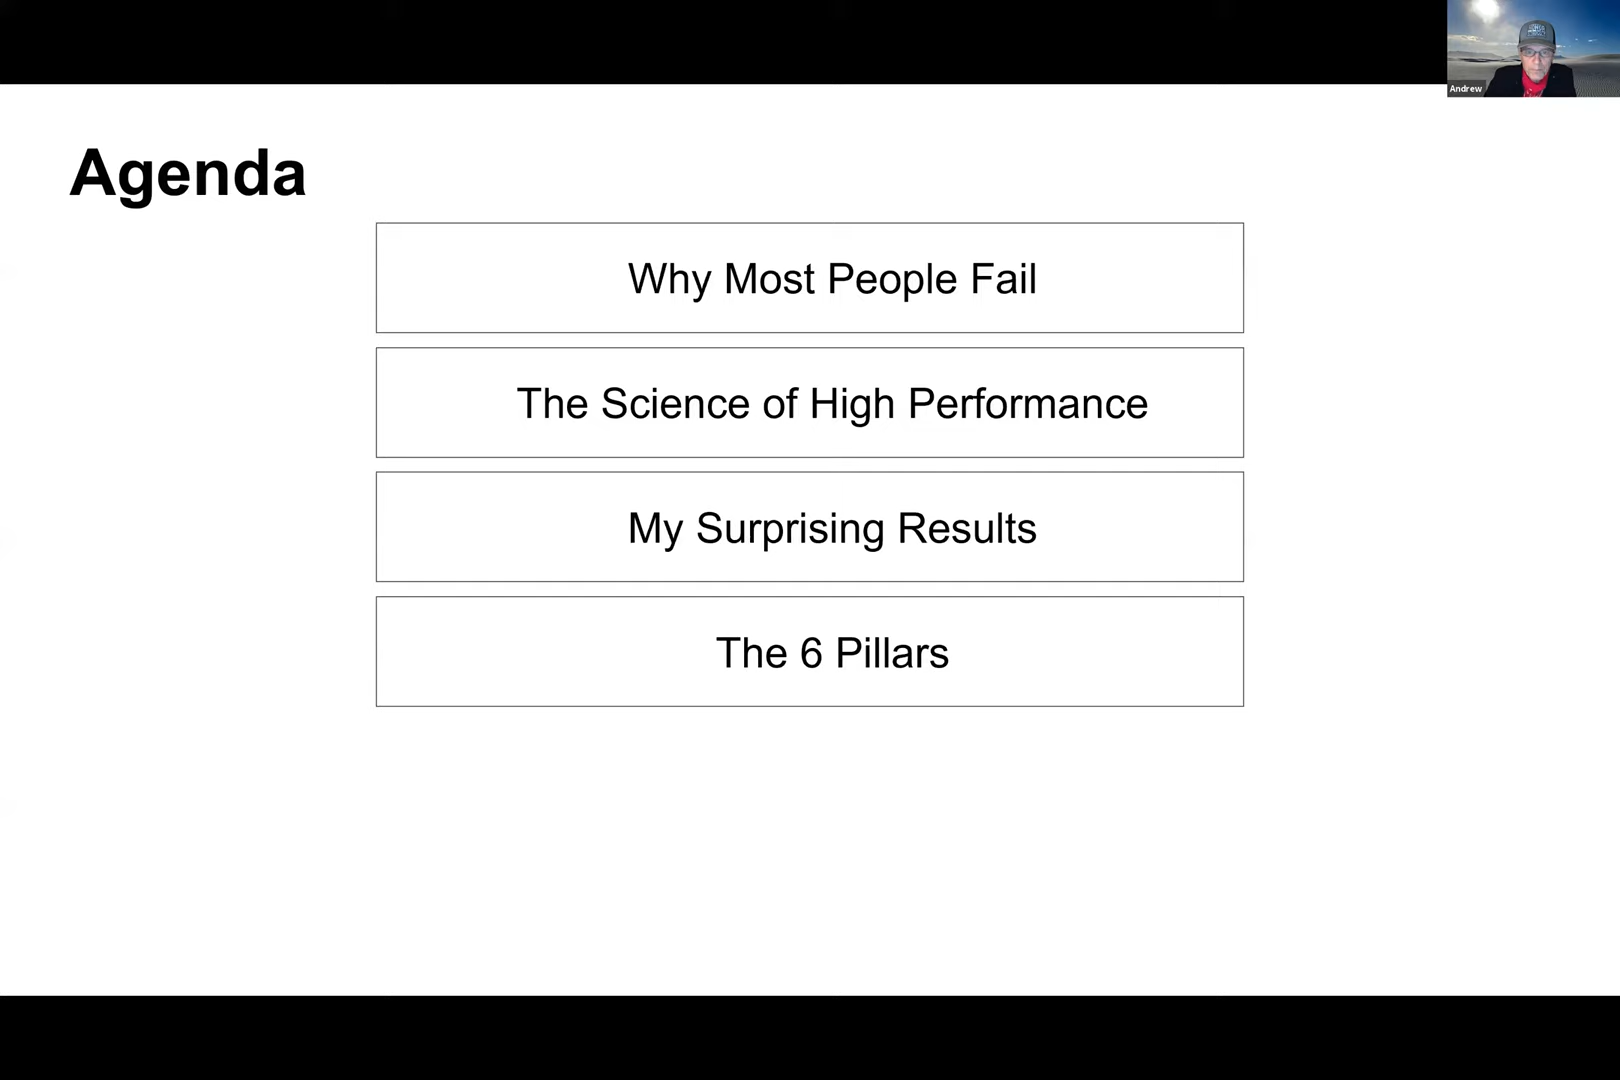 Andrew
Agenda
Why Most People Fail
The Science of High Performance
My Surprising Results
The 6 Pillars